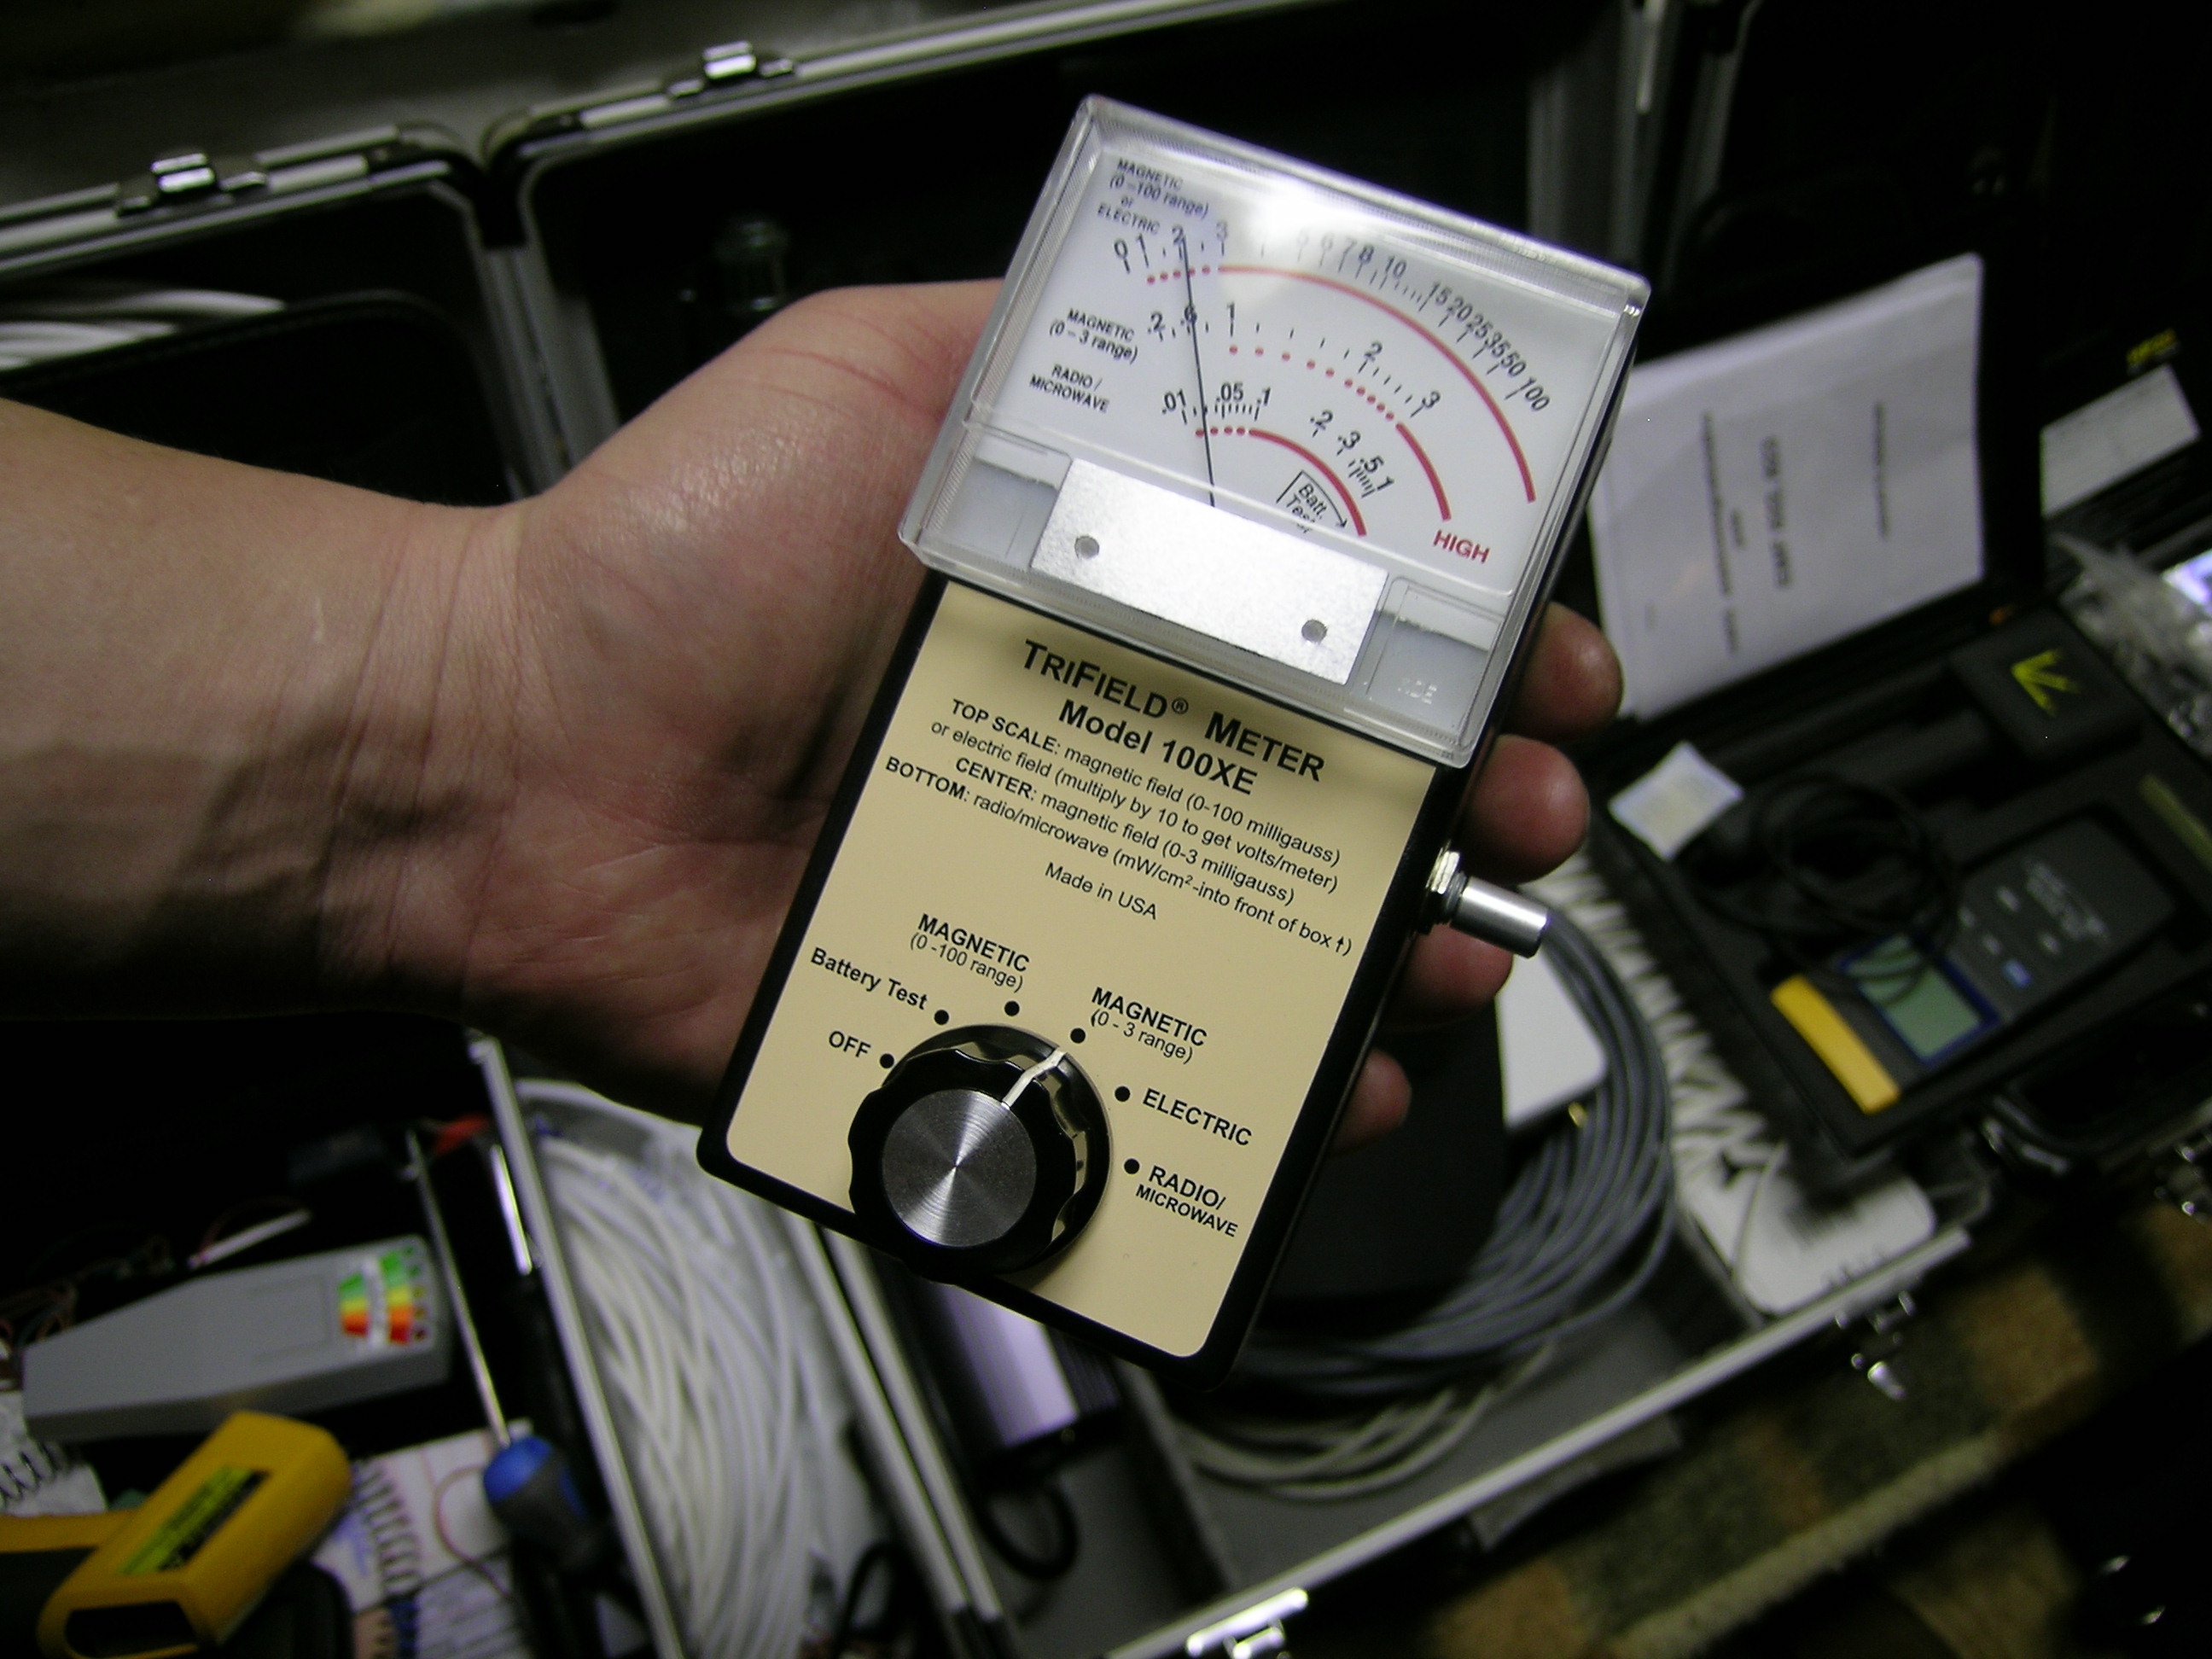 MAGNETIC
(0 –100 range)
or
ELECTRIC
0 1 2 3 5 6 7 8 10 15 20 25 35 50 100
MAGNETIC
(0 – 3 range)
.2 .6 1 2 3
RADIO /
MICROWAVE
.01 .05 .1 .2 .3 .5 1
Batt.
Test
HIGH
TRIFIELD® METER
Model 100XE
TOP SCALE: magnetic field (0-100 milligauss)
or electric field (multiply by 10 to get volts/meter)
CENTER: magnetic field (0-3 milligauss)
BOTTOM: radio/microwave (mW/cm²-into front of box ↑)
Made in USA
MAGNETIC
(0 -100 range)
Battery Test
OFF
MAGNETIC
(0 - 3 range)
ELECTRIC
RADIO/
MICROWAVE